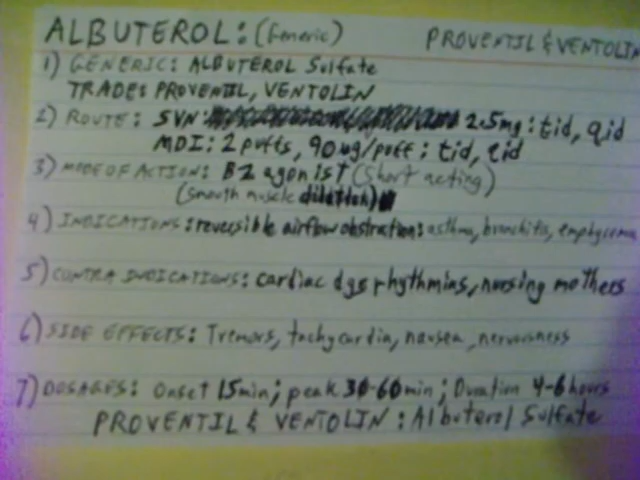 ALBUTEROL: (Generic) PROVENTIL & VENTOLIN
1) GENERIC: ALBUTEROL Sulfate
TRADE: PROVENTIL, VENTOLIN
2) ROUTE: SVN: 2.5mg: tid, qid
MDI: 2 puffs, 90ug/puff; tid, qid
3) MODE OF ACTION: B2 agonist (Short acting)
(smooth muscle dilation)
4) INDICATIONS: reversible airflow obstruction: asthma, bronchitis, emphysema
5) CONTRA INDICATIONS: cardiac dysrhythmias, nursing mothers
6) SIDE EFFECTS: Tremors, tachycardia, nausea, nervousness
7) DOSAGES: Onset 15min; peak 30-60min; Duration 4-6 hours
PROVENTIL & VENTOLIN: Albuterol Sulfate